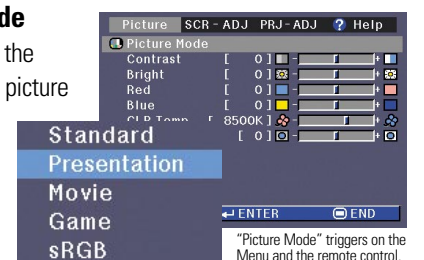 de
the
picture
Picture SCR - ADJ PRJ - ADJ ? Help
Picture Mode
Contrast [ 0 ] - +
Bright [ 0 ] - +
Red [ 0 ] - +
Blue [ 0 ] - +
CLR Temp [ 8500K ] - +
[ 0 ] - +
Standard
Presentation
Movie
Game
sRGB
ENTER END
"Picture Mode" triggers on the
Menu and the remote control.